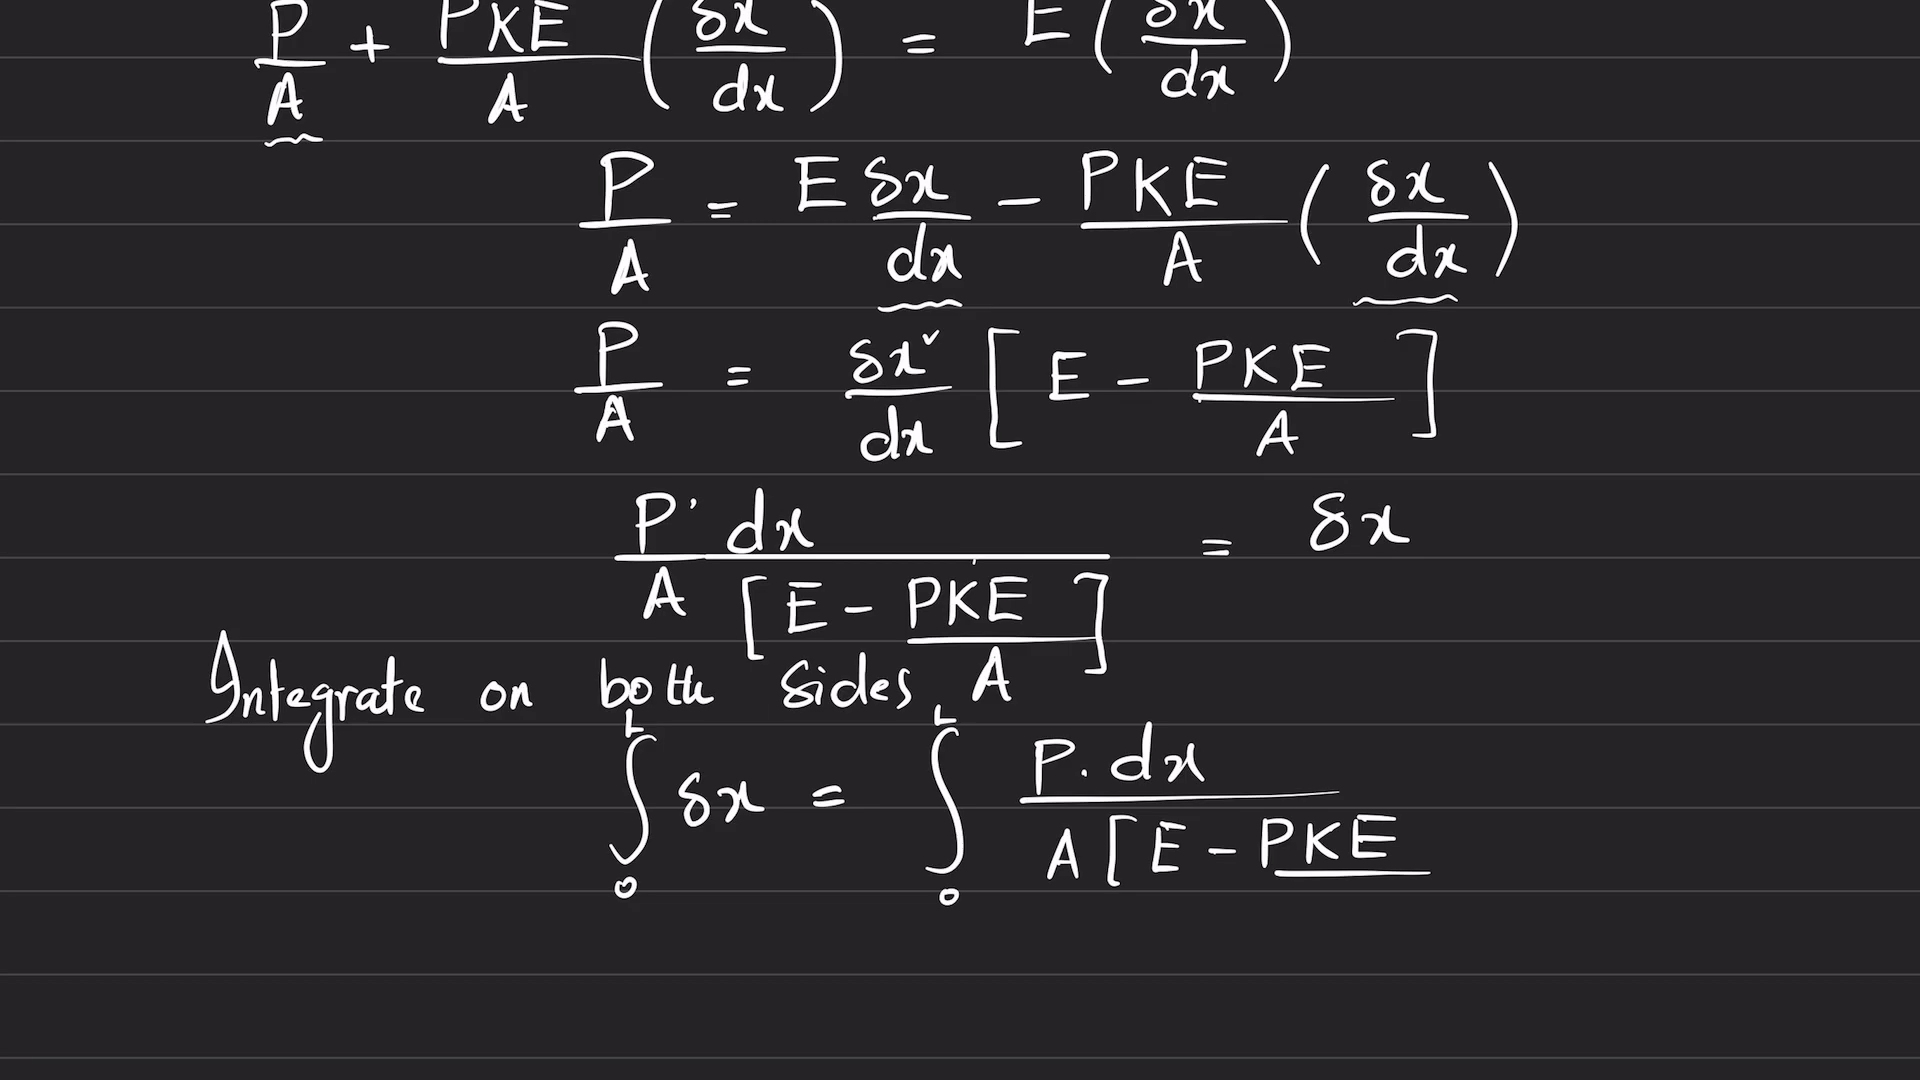 P/A + PKE/A (δx/dx) = E (δx/dx)
P/A = E δx/dx - PKE/A (δx/dx)
P/A = δx/dx [E - PKE/A]
P·dx / A[E - PKE/A] = δx
Integrate on both sides
∫₀ᴸ δx = ∫₀ᴸ P.dx / A[E - PKE